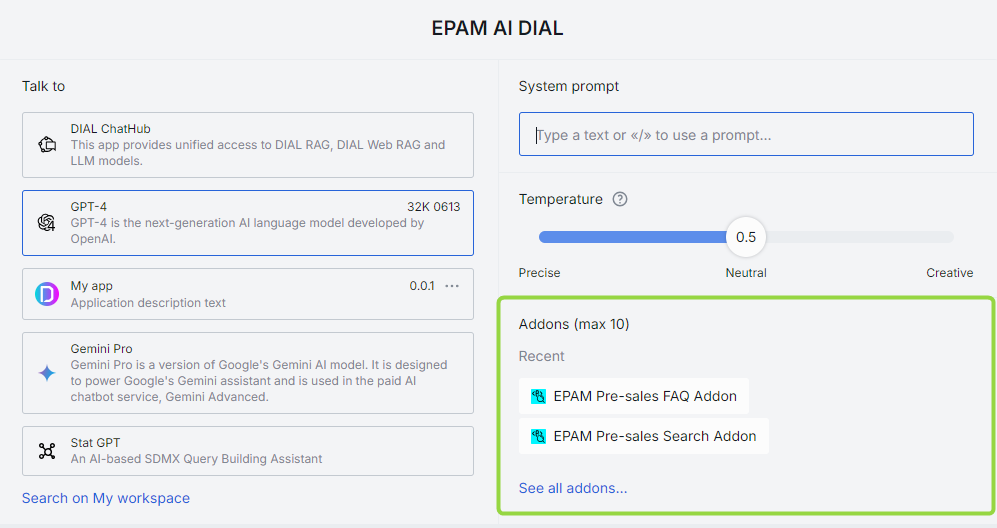 EPAM AI DIAL
Talk to
DIAL ChatHub
This app provides unified access to DIAL RAG, DIAL Web RAG and
LLM models.
GPT-4 32K 0613
GPT-4 is the next-generation AI language model developed by
OpenAI.
My app 0.0.1 ···
Application description text
Gemini Pro
Gemini Pro is a version of Google's Gemini AI model. It is designed
to power Google's Gemini assistant and is used in the paid AI
chatbot service, Gemini Advanced.
Stat GPT
An AI-based SDMX Query Building Assistant
Search on My workspace
System prompt
Type a text or «/» to use a prompt...
Temperature ?
0.5
Precise Neutral Creative
Addons (max 10)
Recent
EPAM Pre-sales FAQ Addon
EPAM Pre-sales Search Addon
See all addons...